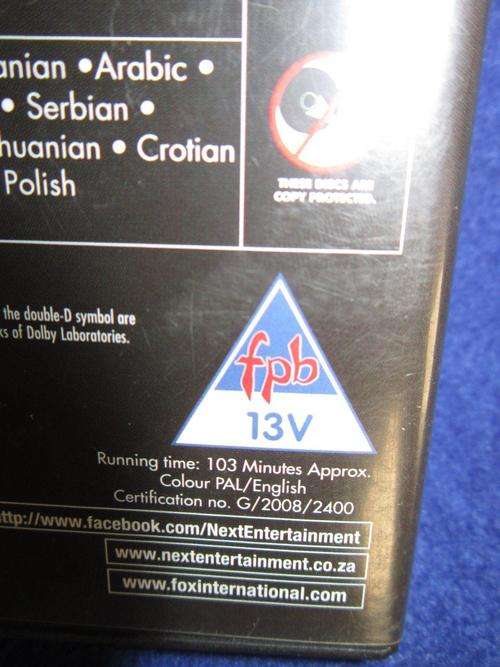 anian • Arabic •
• Serbian •
huanian • Crotian
Polish
THESE DISCS ARE
COPY PROTECTED.
the double-D symbol are
ks of Dolby Laboratories.
fpb
13V
Running time: 103 Minutes Approx.
Colour PAL/English
Certification no. G/2008/2400
http://www.facebook.com/NextEntertainment
www.nextentertainment.co.za
www.foxinternational.com